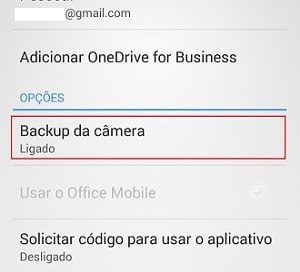 @gmail.com
Adicionar OneDrive for Business
OPÇÕES
Backup da câmera
Ligado
Usar o Office Mobile
Solicitar código para usar o aplicativo
Desligado